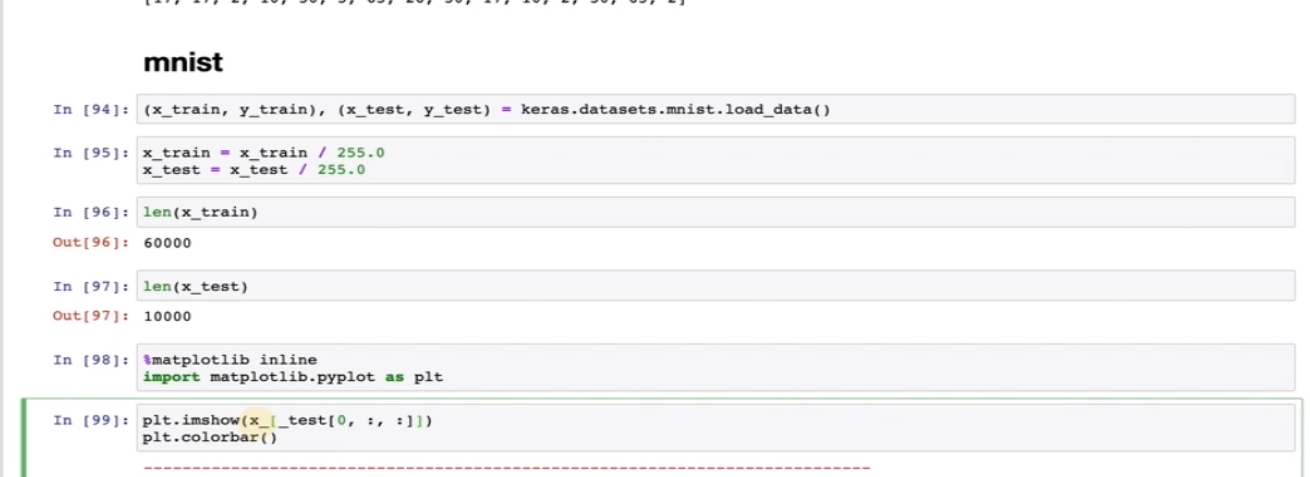 mnist
In [94]: (x_train, y_train), (x_test, y_test) = keras.datasets.mnist.load_data()
In [95]: x_train = x_train / 255.0
x_test = x_test / 255.0
In [96]: len(x_train)
Out[96]: 60000
In [97]: len(x_test)
Out[97]: 10000
In [98]: %matplotlib inline
import matplotlib.pyplot as plt
In [99]: plt.imshow(x_[_test[0, :, :]])
plt.colorbar()
---------------------------------------------------------------------------